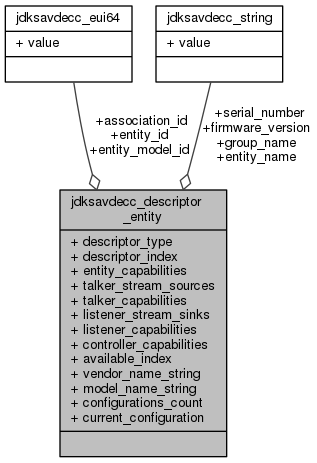 jdksavdecc_eui64
+ value
jdksavdecc_string
+ value
+association_id
+entity_id
+entity_model_id
+serial_number
+firmware_version
+group_name
+entity_name
jdksavdecc_descriptor
_entity
+ descriptor_type
+ descriptor_index
+ entity_capabilities
+ talker_stream_sources
+ talker_capabilities
+ listener_stream_sinks
+ listener_capabilities
+ controller_capabilities
+ available_index
+ vendor_name_string
+ model_name_string
+ configurations_count
+ current_configuration